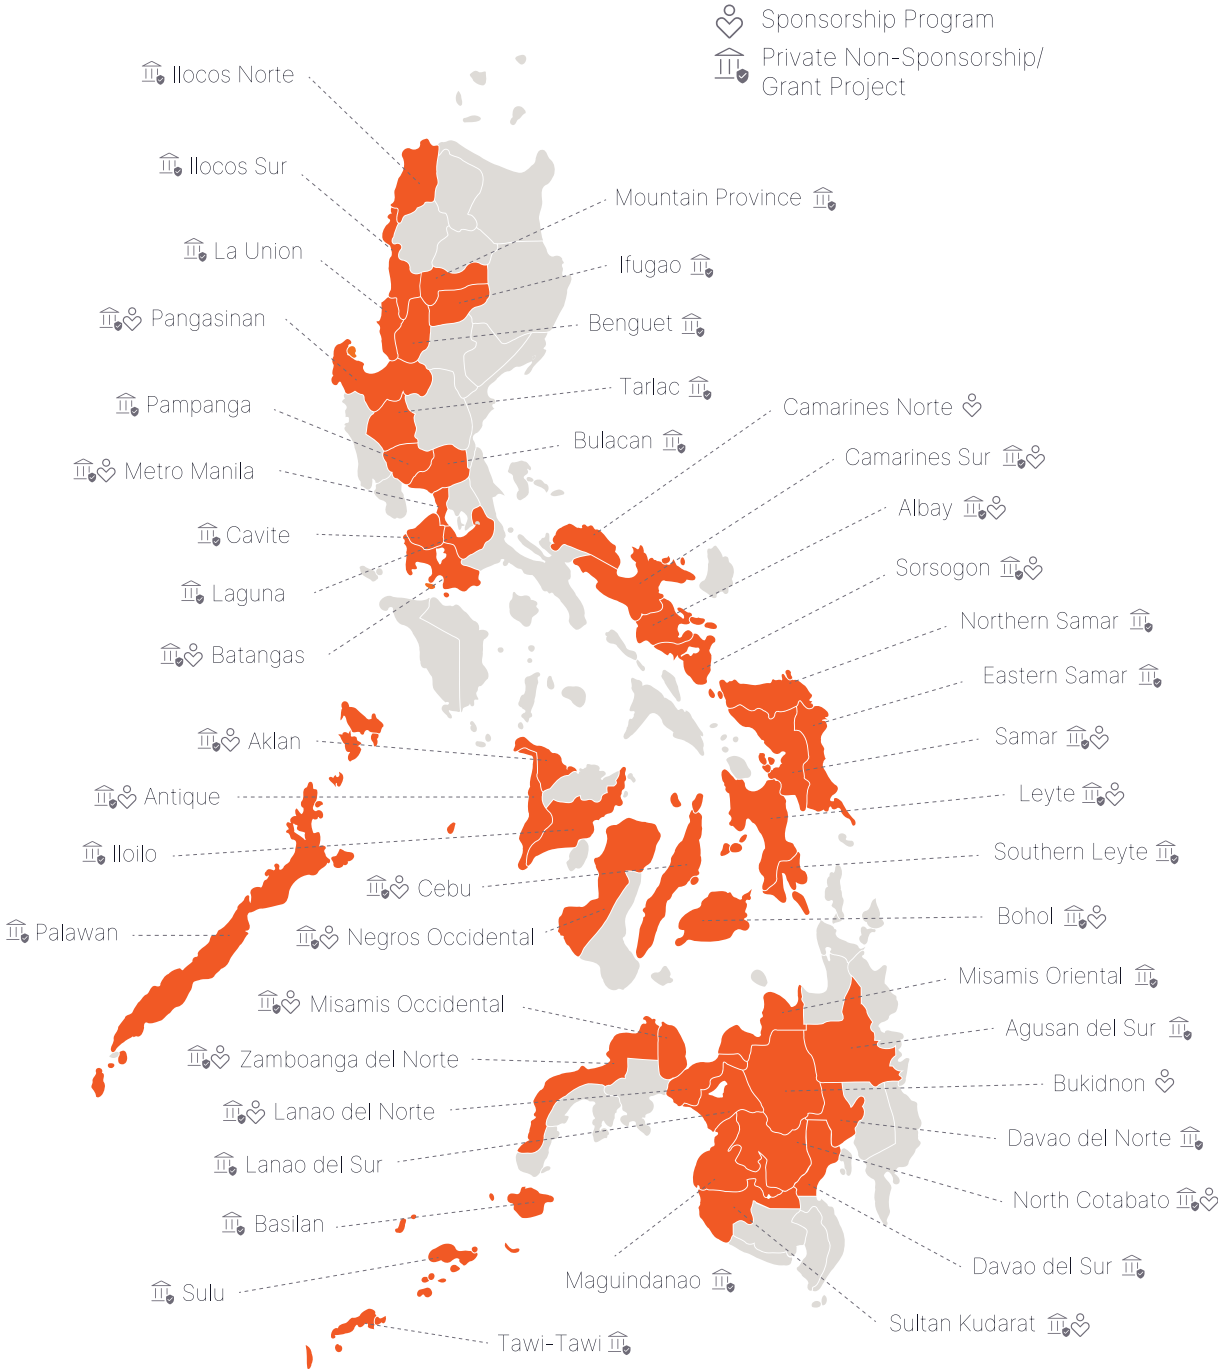 Sponsorship Program
Private Non-Sponsorship/
Grant Project
Ilocos Norte
Ilocos Sur
Mountain Province
La Union
Ifugao
Pangasinan
Benguet
Tarlac
Pampanga
Camarines Norte
Bulacan
Camarines Sur
Metro Manila
Albay
Cavite
Sorsogon
Laguna
Northern Samar
Batangas
Eastern Samar
Samar
Aklan
Leyte
Antique
Iloilo
Southern Leyte
Cebu
Bohol
Palawan
Negros Occidental
Misamis Oriental
Misamis Occidental
Agusan del Sur
Zamboanga del Norte
Bukidnon
Lanao del Norte
Davao del Norte
Lanao del Sur
North Cotabato
Basilan
Davao del Sur
Maguindanao
Sulu
Sultan Kudarat
Tawi-Tawi